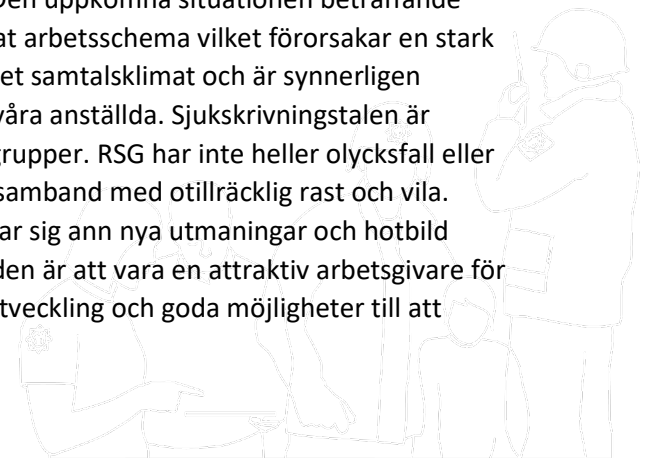 Den uppkomna situationen beträffande
at arbetsschema vilket förorsakar en stark
et samtalsklimat och är synnerligen
våra anställda. Sjukskrivningstalen är
grupper. RSG har inte heller olycksfall eller
samband med otillräcklig rast och vila.
ar sig ann nya utmaningar och hotbild
den är att vara en attraktiv arbetsgivare för
tveckling och goda möjligheter till att